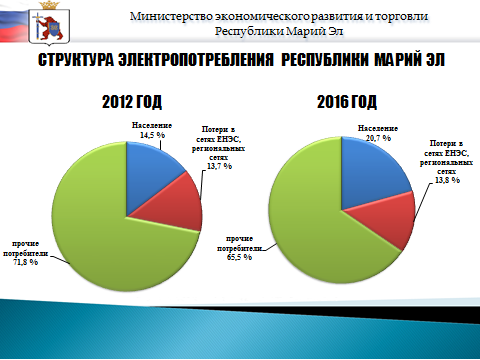 Министерство экономического развития и торговли
Республики Марий Эл
СТРУКТУРА ЭЛЕКТРОПОТРЕБЛЕНИЯ РЕСПУБЛИКИ МАРИЙ ЭЛ
2012 ГОД
Население
14,5 %
Потери в
сетях ЕНЭС,
региональных
сетях
13,7 %
прочие
потребители
71,8 %
2016 ГОД
Население
20,7 %
Потери в
сетях ЕНЭС,
региональных
сетях
13,8 %
прочие
потребители
65,5 %